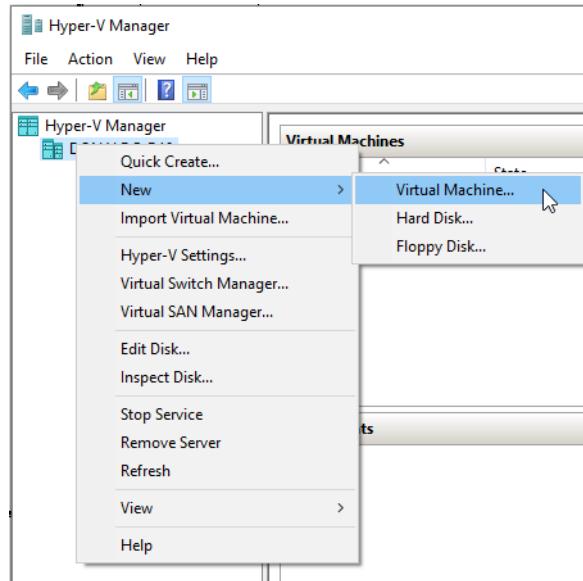 Hyper-V Manager
File Action View Help
Hyper-V Manager
Virtual Machines
Quick Create...
New
Virtual Machine...
Import Virtual Machine...
Hard Disk...
Floppy Disk...
Hyper-V Settings...
Virtual Switch Manager...
Virtual SAN Manager...
Edit Disk...
Inspect Disk...
Stop Service
Remove Server
Refresh
View
Help